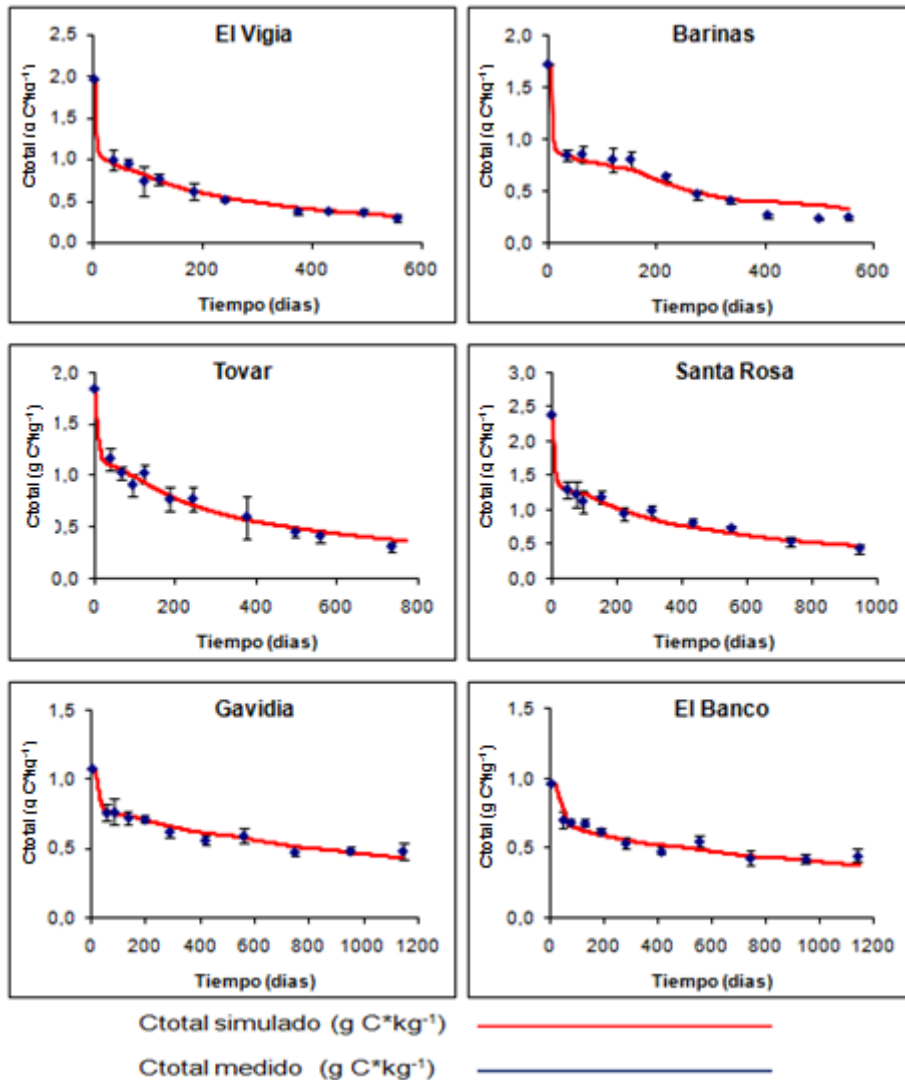 El Vigia
Ctotal (g C*kg⁻¹)
2,5
2,0
1,5
1,0
0,5
0,0
0 200 400 600
Tiempo (dias)
Barinas
Ctotal (g C*kg⁻¹)
2,0
1,5
1,0
0,5
0,0
0 200 400 600
Tiempo (dias)
Tovar
Ctotal (g C*kg⁻¹)
2,0
1,5
1,0
0,5
0,0
0 200 400 600 800
Tiempo (dias)
Santa Rosa
Ctotal (g C*kg⁻¹)
3,0
2,5
2,0
1,5
1,0
0,5
0,0
0 200 400 600 800 1000
Tiempo (dias)
Gavidia
Ctotal (g C*kg⁻¹)
1,5
1,0
0,5
0,0
0 200 400 600 800 1000 1200
Tiempo (dias)
El Banco
Ctotal (g C*kg⁻¹)
1,5
1,0
0,5
0,0
0 200 400 600 800 1000 1200
Tiempo (dias)
Ctotal simulado (g C*kg⁻¹)
Ctotal medido (g C*kg⁻¹)